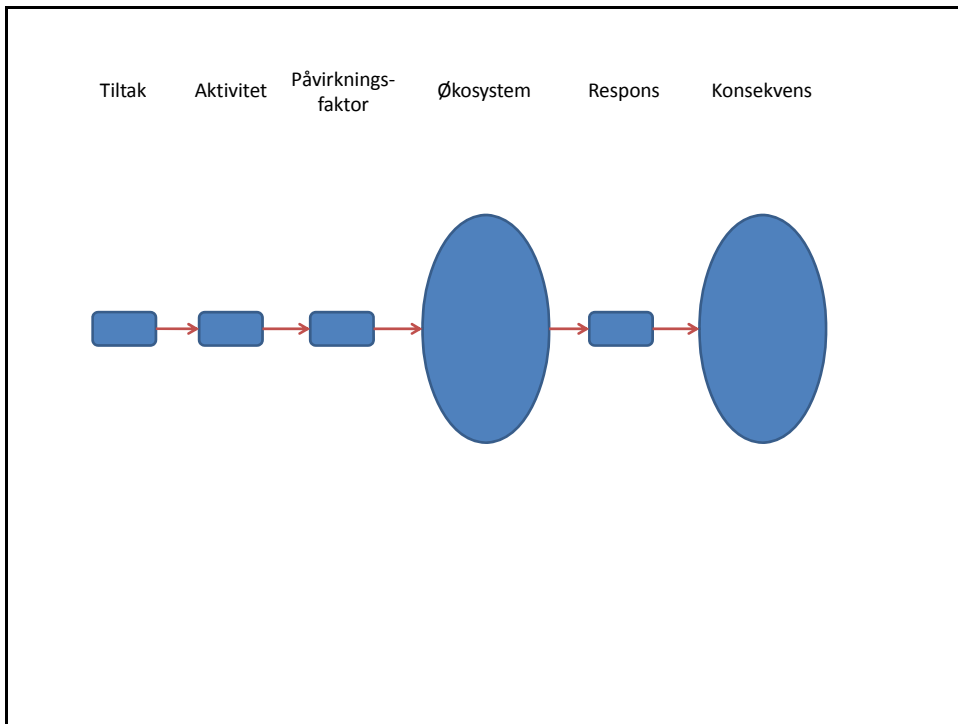 Tiltak
Aktivitet
Påvirknings-
faktor
Økosystem
Respons
Konsekvens